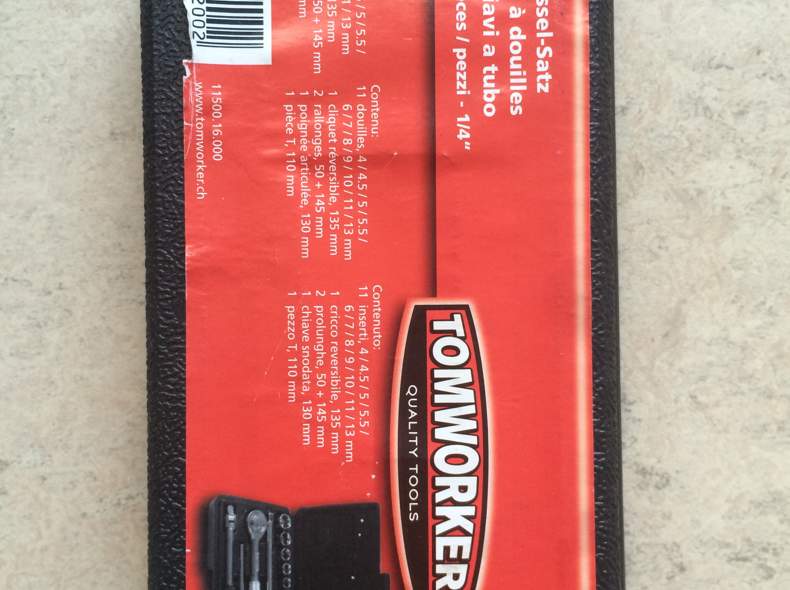 ssel-Satz
à douilles
iavi a tubo
ces / pezzi - 1/4“
/ 5 / 5.5 /
1 / 13 mm
135 mm
50 + 145 mm
mm
Contenu:
11 douilles, 4 / 4.5 / 5 / 5.5 /
6 / 7 / 8 / 9 / 10 / 11 / 13 mm
1 cliquet réversible, 135 mm
2 rallonges, 50 + 145 mm
1 poignée articulée, 130 mm
1 pièce T, 110 mm
Contenuto:
11 inserti, 4 / 4.5 / 5 / 5.5 /
6 / 7 / 8 / 9 / 10 / 11 / 13 mm
1 cricco reversibile, 135 mm
2 prolunghe, 50 + 145 mm
1 chiave snodata, 130 mm
1 pezzo T, 110 mm
2002
11500.16.000
www.tomworker.ch
TOMWORKER
QUALITY TOOLS